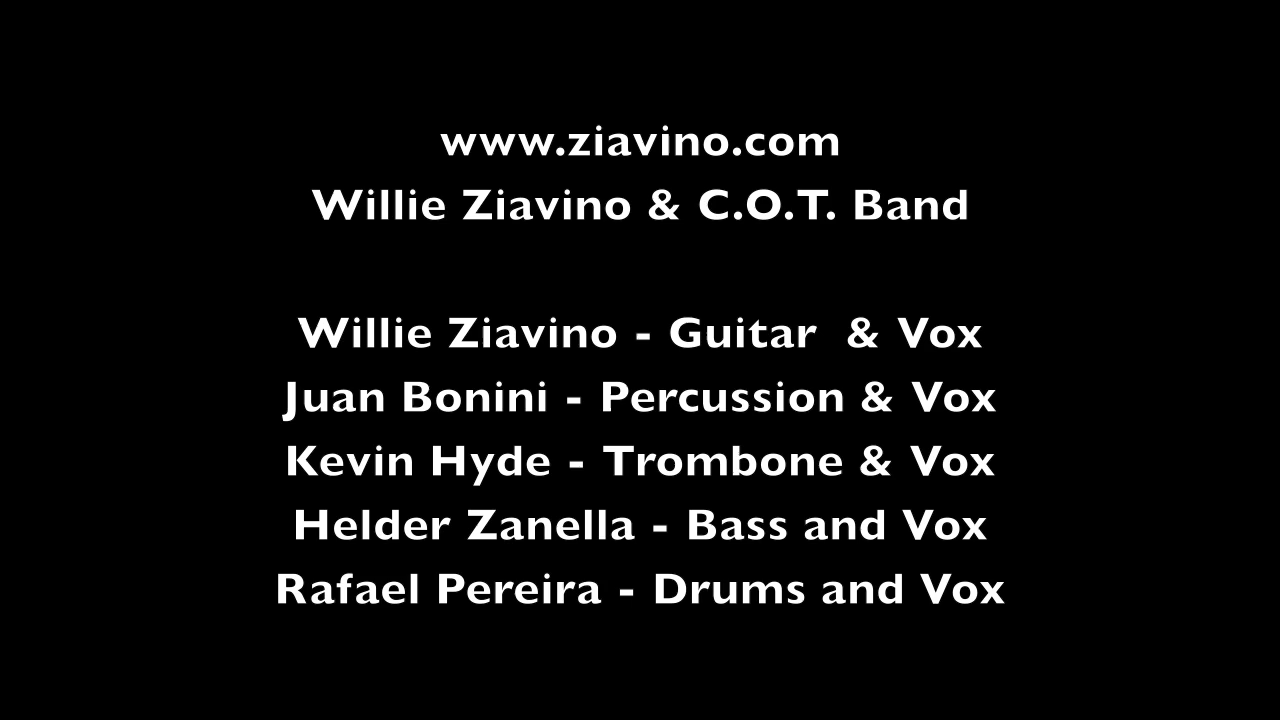 www.ziavino.com
Willie Ziavino & C.O.T. Band
Willie Ziavino - Guitar & Vox
Juan Bonini - Percussion & Vox
Kevin Hyde - Trombone & Vox
Helder Zanella - Bass and Vox
Rafael Pereira - Drums and Vox